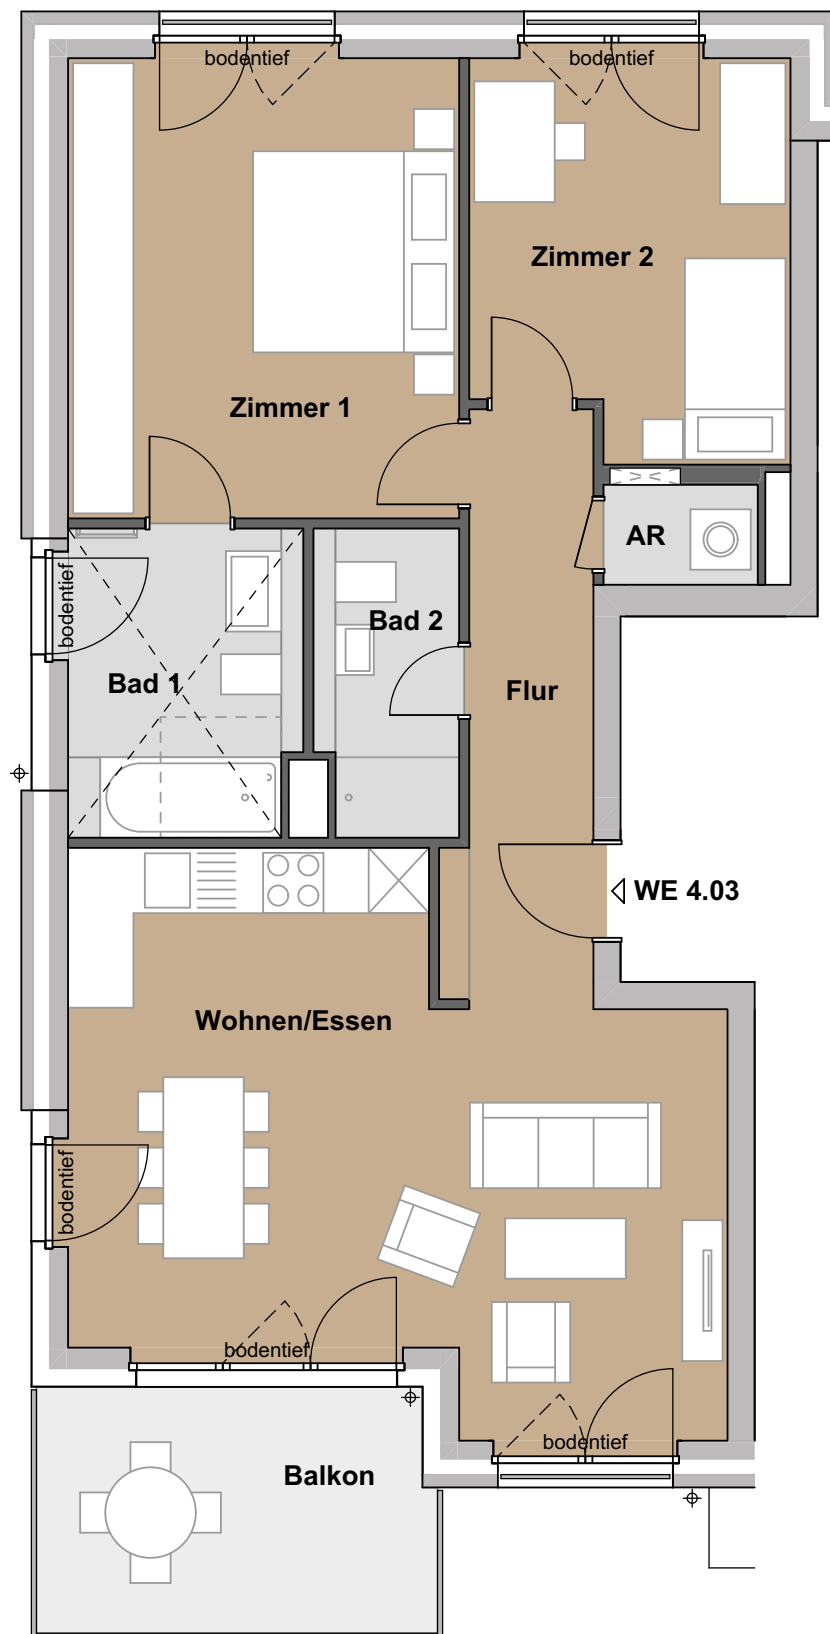 bodentief
bodentief
Zimmer 2
Zimmer 1
AR
bodentief
Bad 2
Bad 1
Flur
WE 4.03
Wohnen/Essen
bodentief
bodentief
bodentief
Balkon